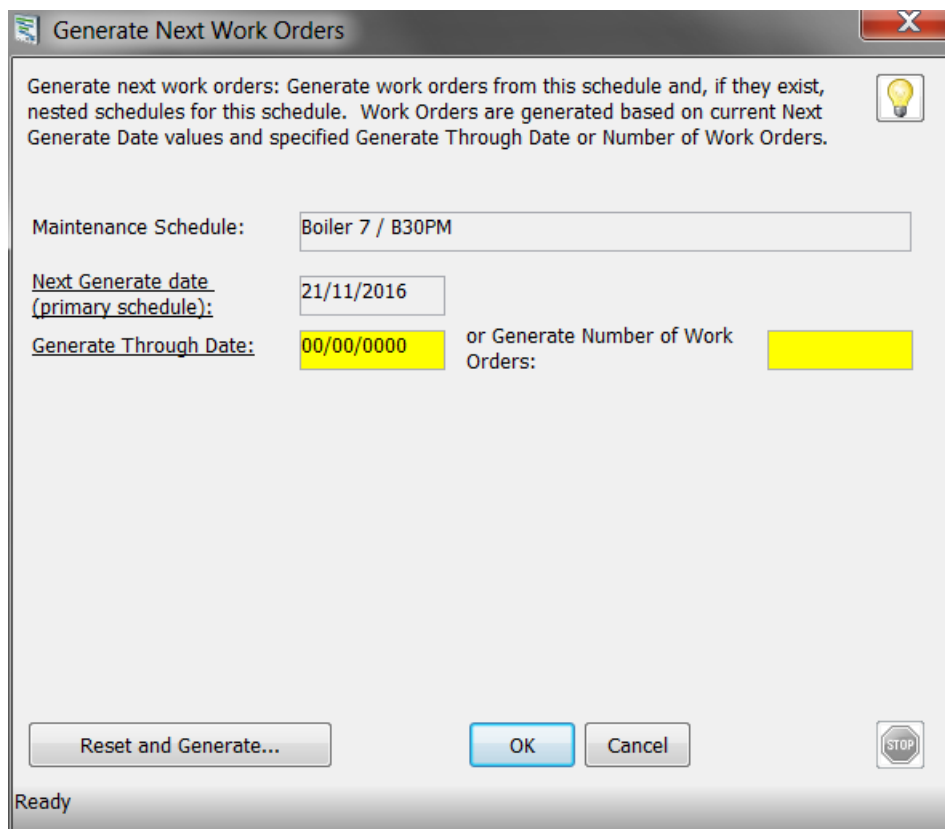 Generate Next Work Orders
Generate next work orders: Generate work orders from this schedule and, if they exist,
nested schedules for this schedule.  Work Orders are generated based on current Next
Generate Date values and specified Generate Through Date or Number of Work Orders.
Maintenance Schedule: Boiler 7 / B30PM
Next Generate date
(primary schedule): 21/11/2016
Generate Through Date: 00/00/0000 or Generate Number of Work
Orders:
Reset and Generate... OK Cancel STOP
Ready